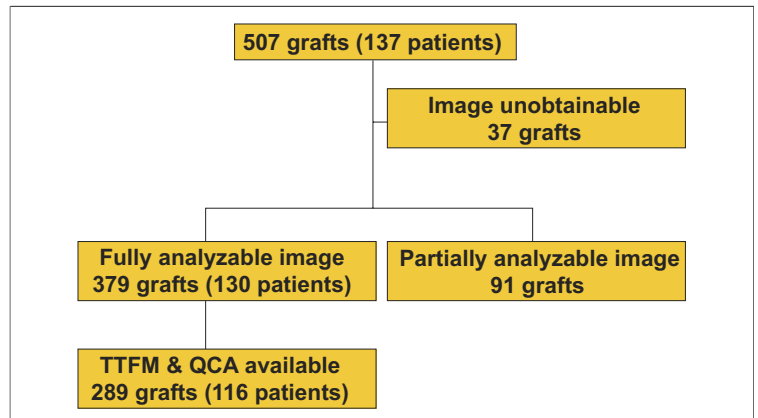 507 grafts (137 patients)
Image unobtainable
37 grafts
Fully analyzable image
379 grafts (130 patients)
Partially analyzable image
91 grafts
TTFM & QCA available
289 grafts (116 patients)